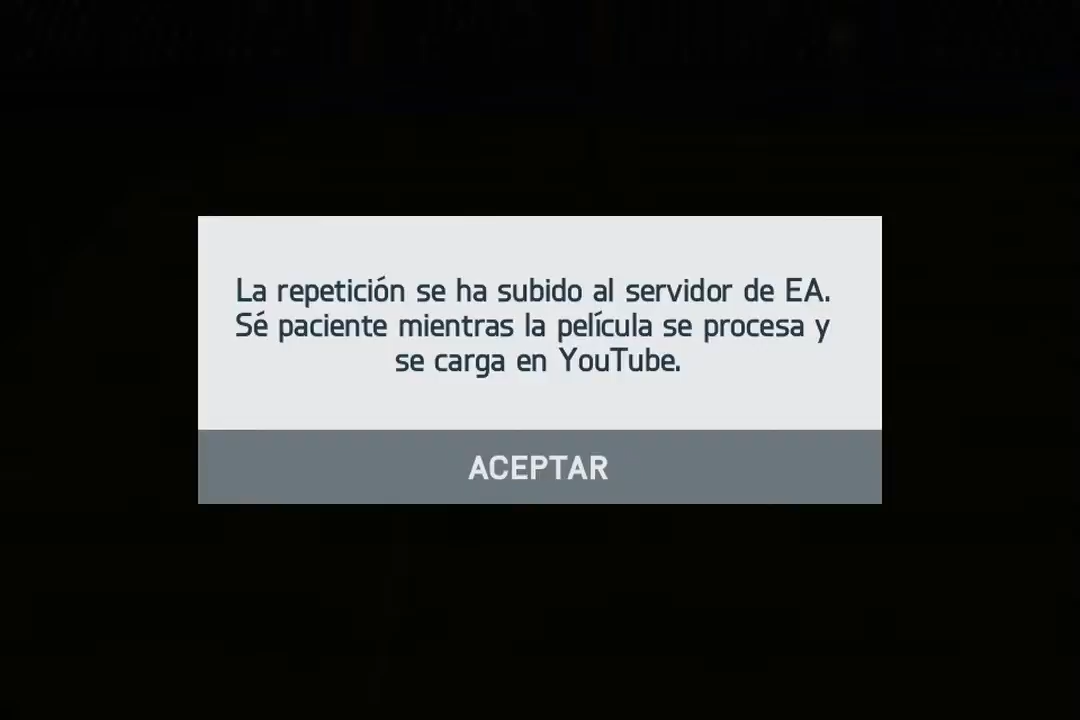 La repetición se ha subido al servidor de EA.
Sé paciente mientras la película se procesa y
se carga en YouTube.
ACEPTAR